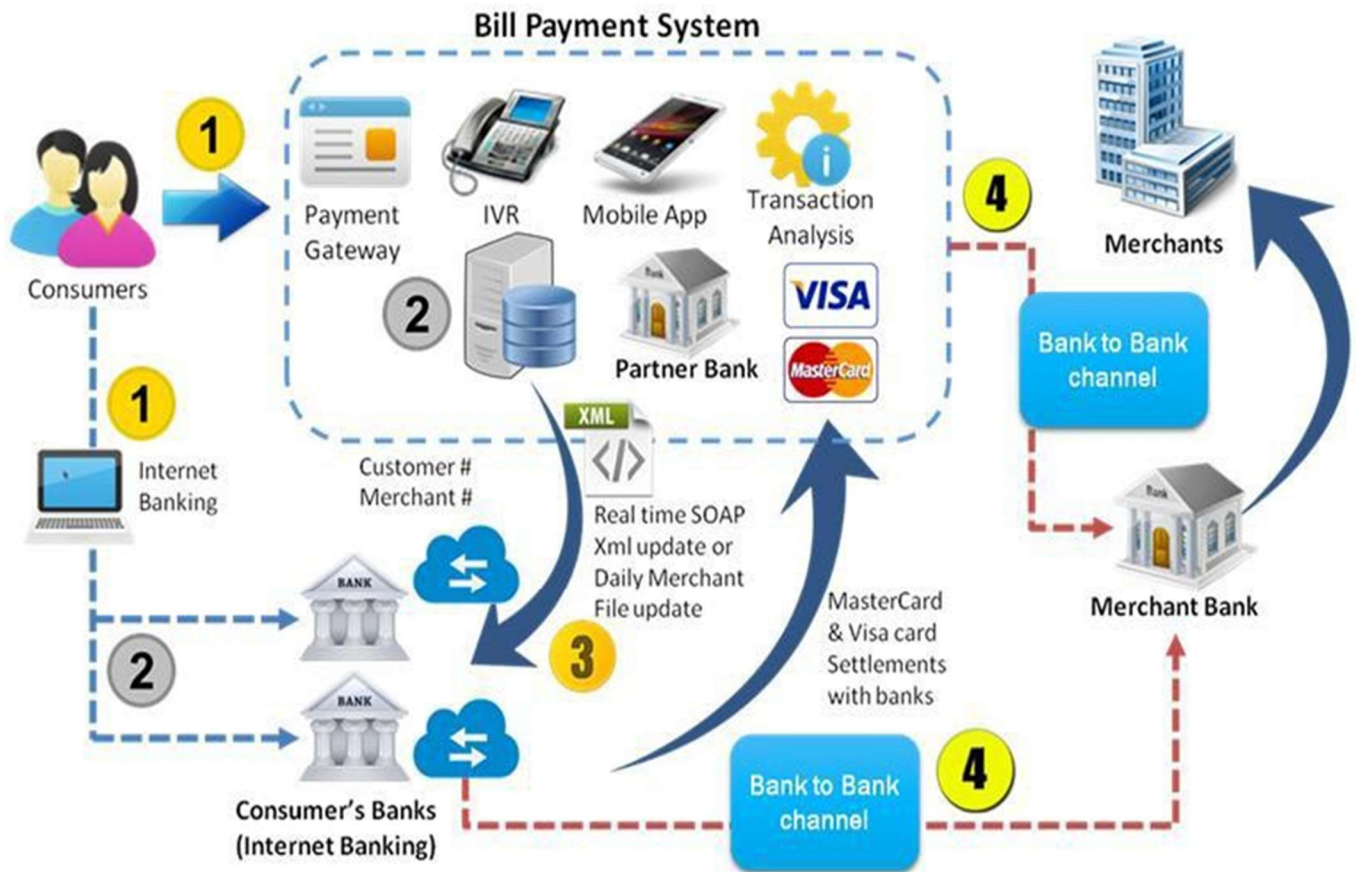 Bill Payment System
1
Consumers
Payment
Gateway
IVR
Mobile App
i
Transaction
Analysis
2
Bank
Partner Bank
VISA
MasterCard
4
Merchants
Bank to Bank
channel
Bank
Merchant Bank
1
Internet
Banking
2
Customer #
Merchant #
XML
</>
Real time SOAP
Xml update or
Daily Merchant
File update
3
BANK
BANK
Consumer's Banks
(Internet Banking)
MasterCard
& Visa card
Settlements
with banks
Bank to Bank
channel
4